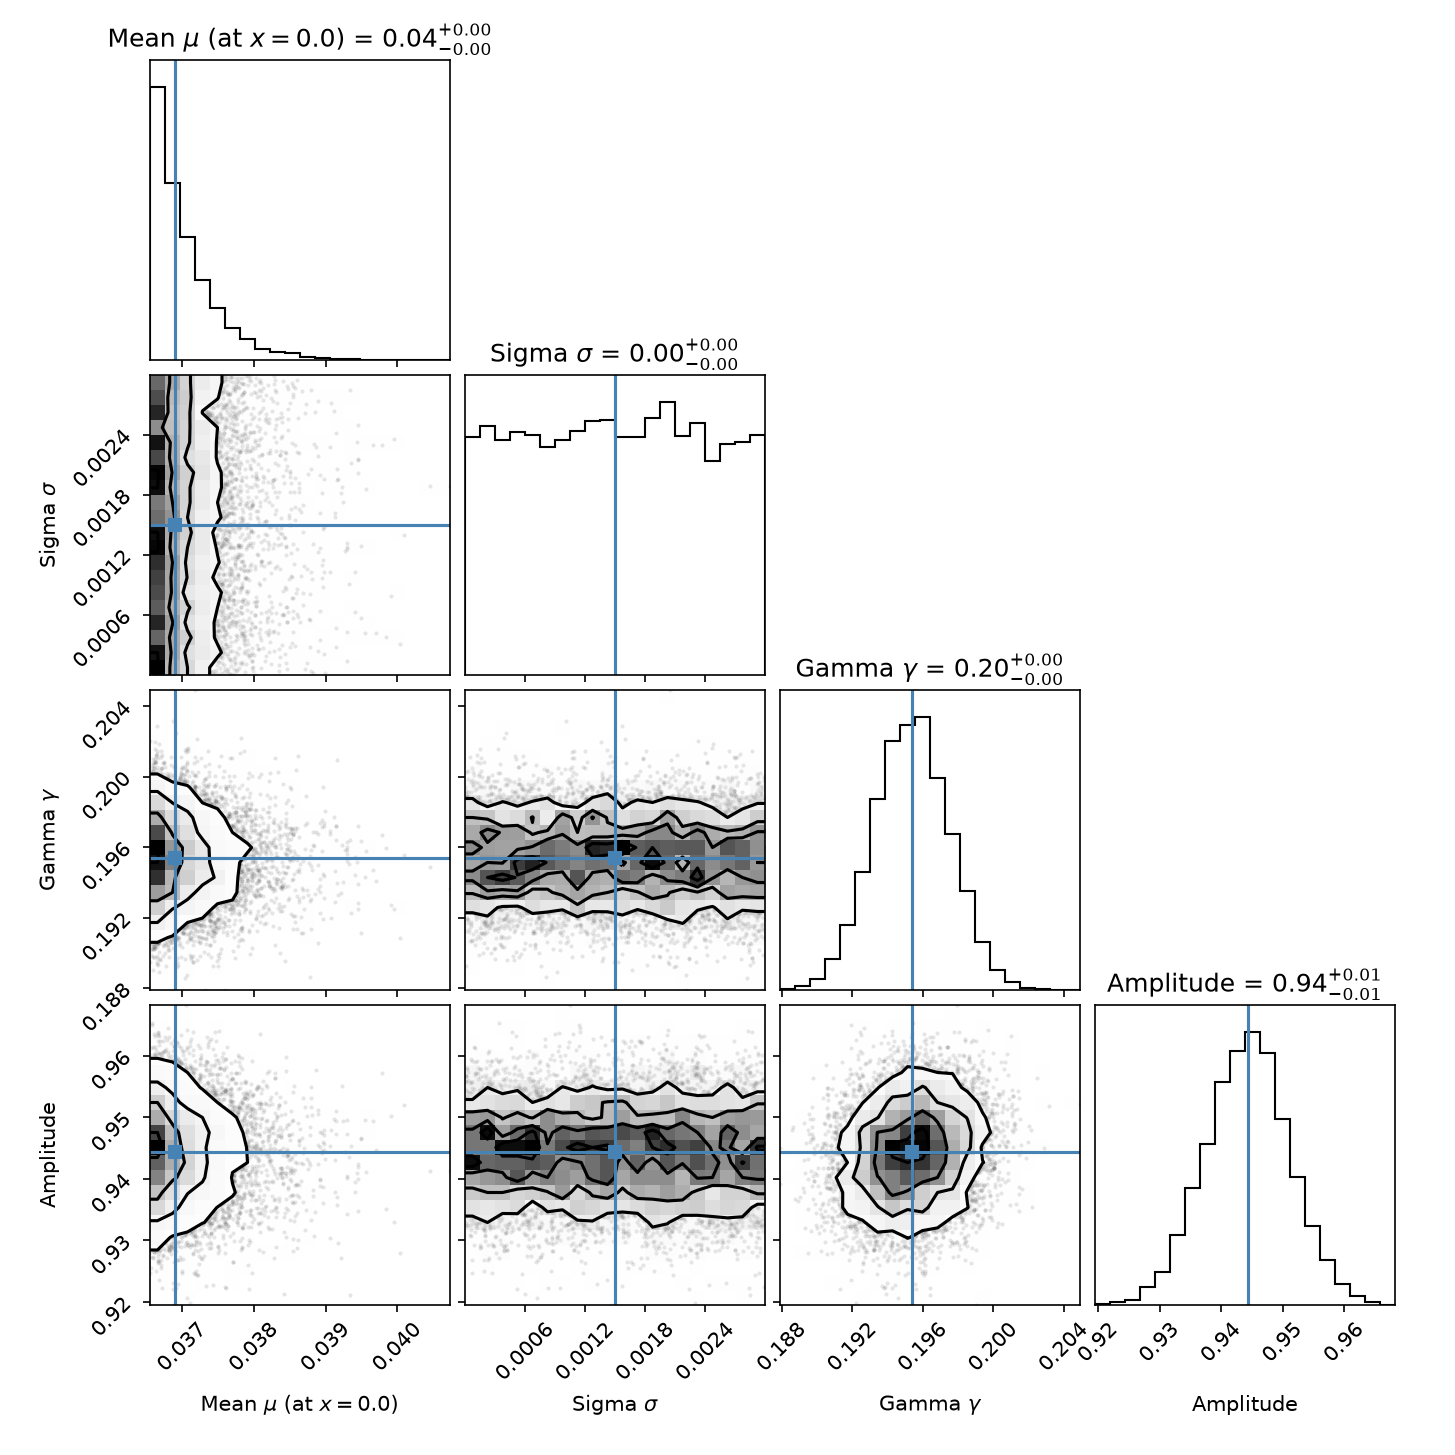 Mean μ (at x = 0.0) = 0.04 +0.00 −0.00
Sigma σ = 0.00 +0.00 −0.00
Sigma σ
0.0024
0.0018
0.0012
0.0006
Gamma γ = 0.20 +0.00 −0.00
Gamma γ
0.204
0.200
0.196
0.192
0.188
Amplitude = 0.94 +0.01 −0.01
Amplitude
0.96
0.95
0.94
0.93
0.92
0.037 0.038 0.039 0.040
0.0006 0.0012 0.0018 0.0024
0.188 0.192 0.196 0.200 0.204
0.92 0.93 0.94 0.95 0.96
Mean μ (at x = 0.0)
Sigma σ
Gamma γ
Amplitude